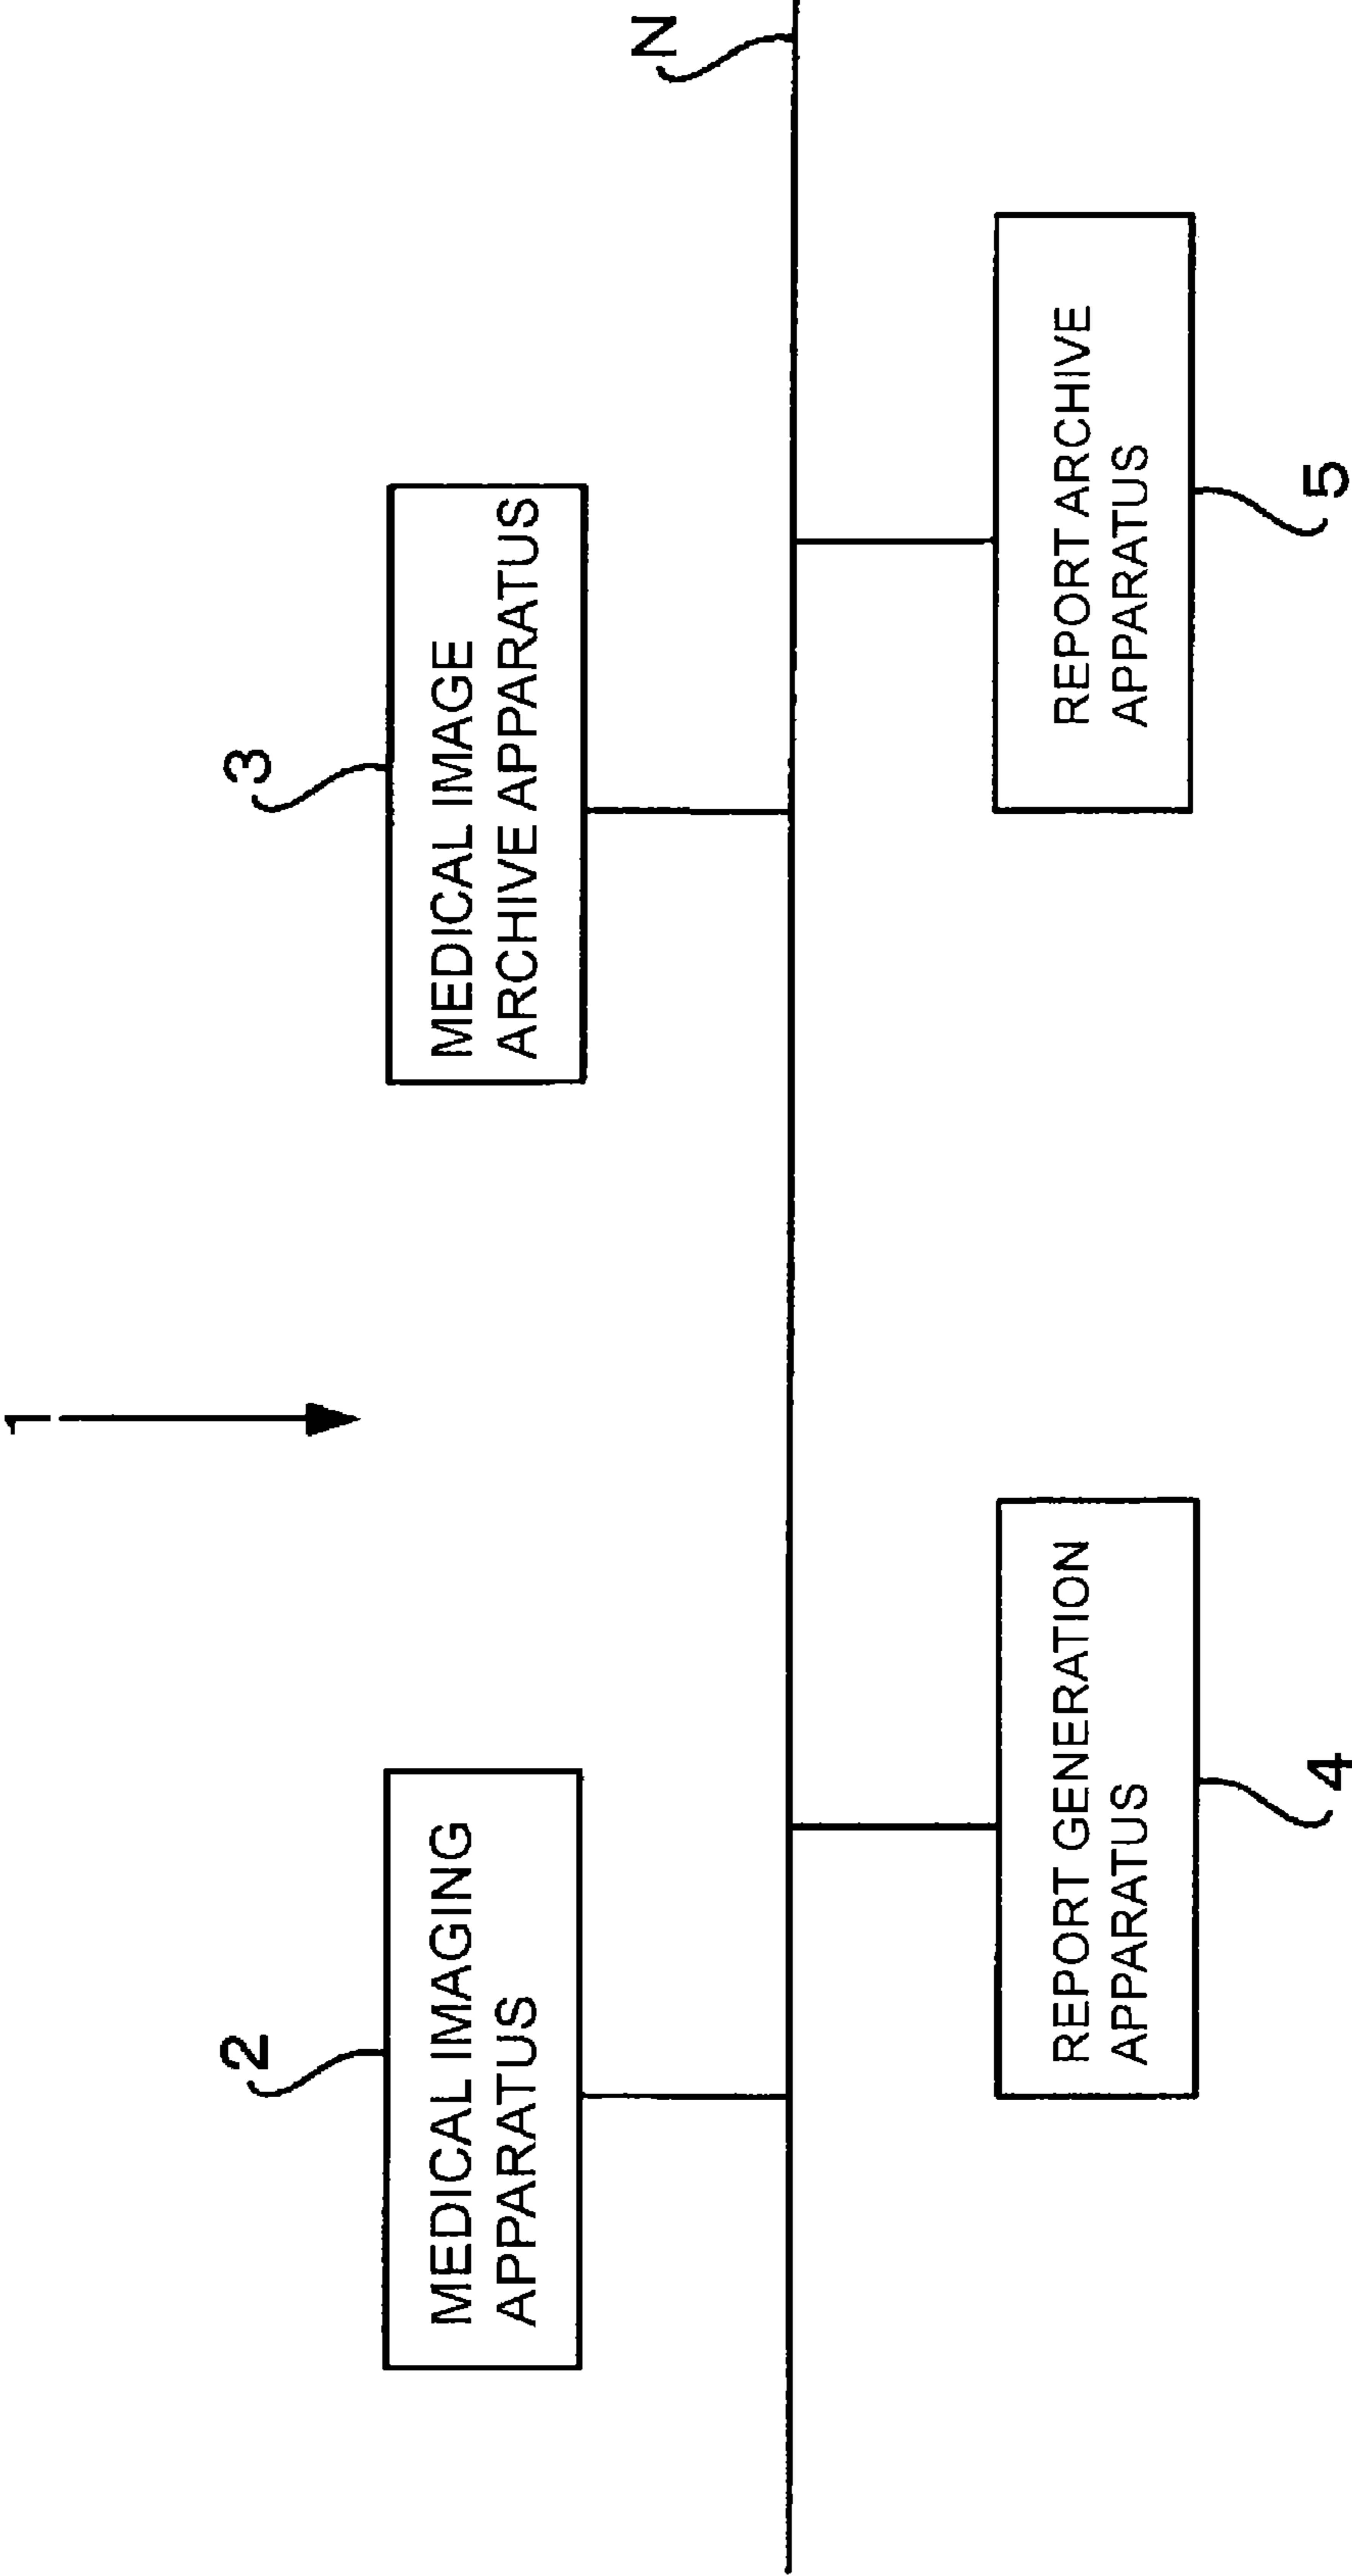 1
2
MEDICAL IMAGING
APPARATUS
3
MEDICAL IMAGE
ARCHIVE APPARATUS
N
REPORT GENERATION
APPARATUS
4
REPORT ARCHIVE
APPARATUS
5